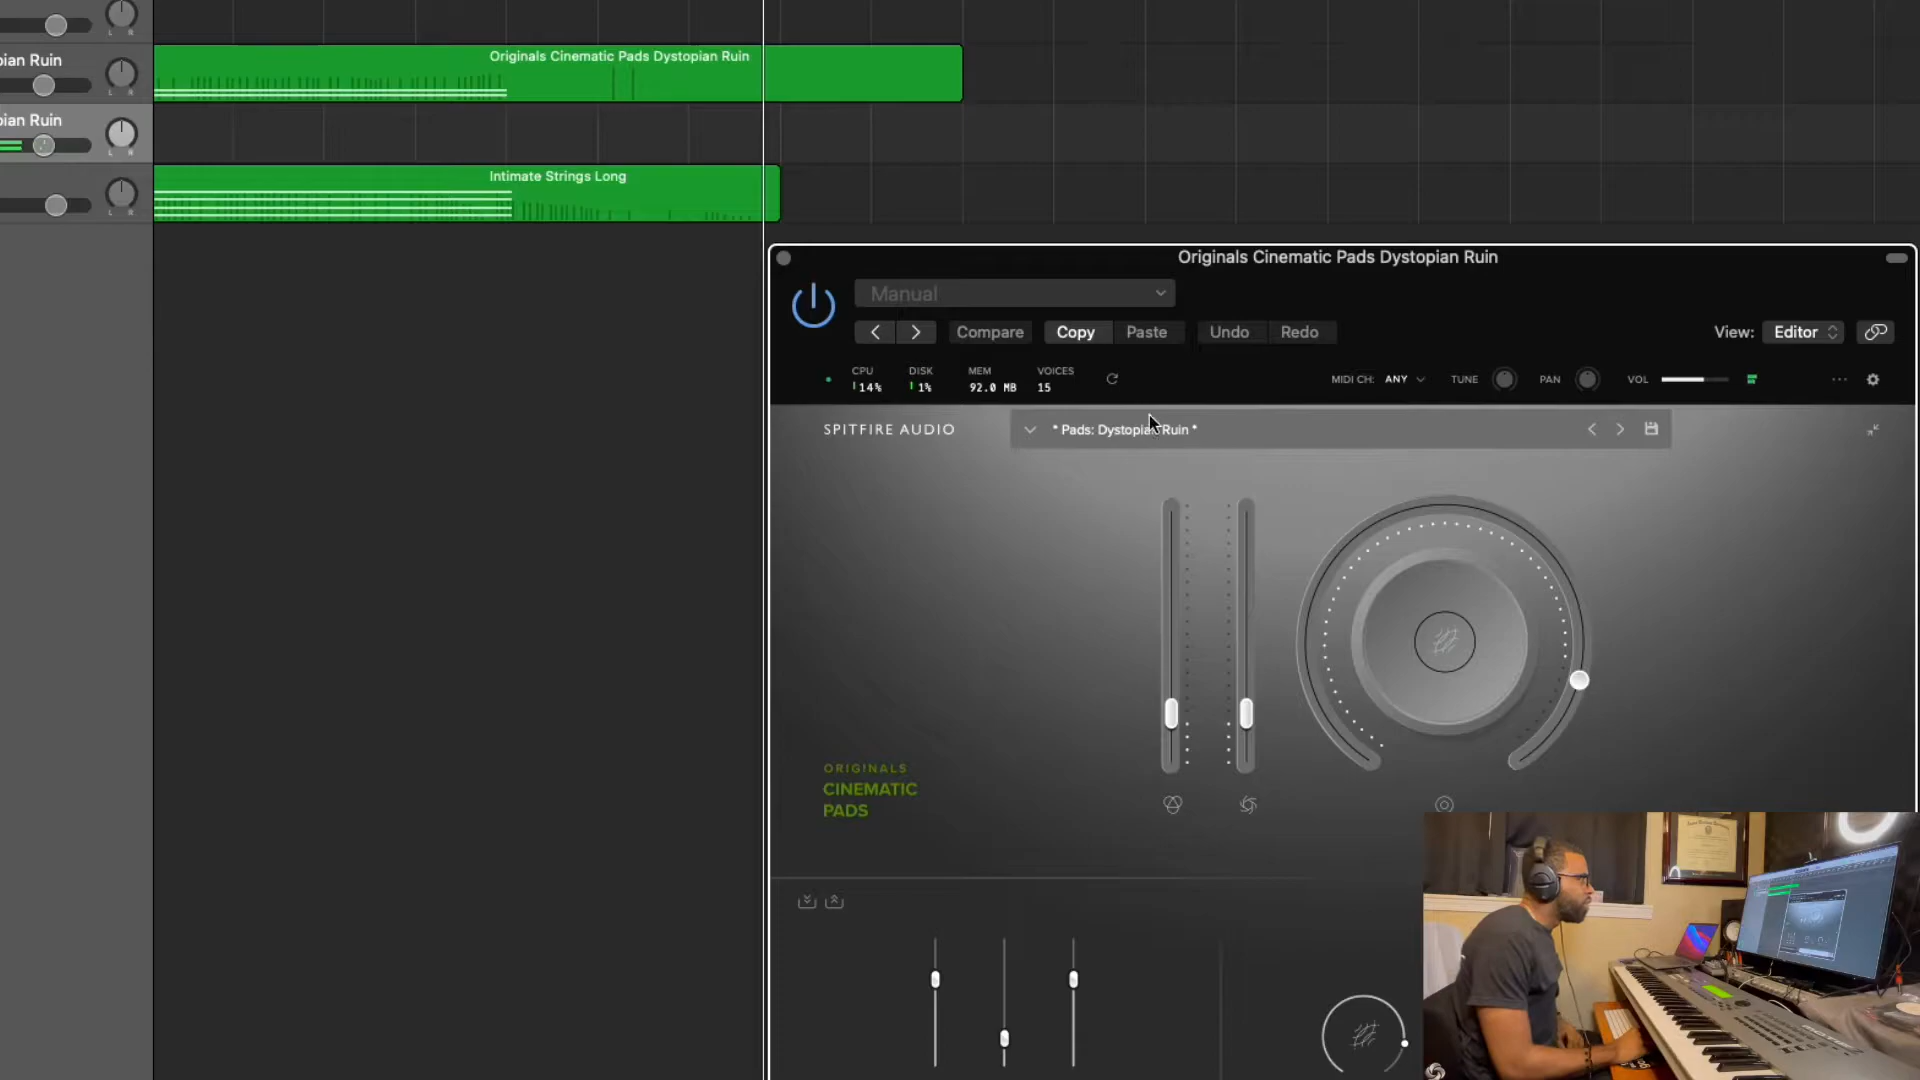 pian Ruin
Originals Cinematic Pads Dystopian Ruin
pian Ruin
Intimate Strings Long
L R
L R
L R
L R
Originals Cinematic Pads Dystopian Ruin
Manual
Compare Copy Paste Undo Redo
View: Editor
CPU DISK MEM VOICES
14% 1% 92.0 MB 15
MIDI CH: ANY TUNE PAN VOL
SPITFIRE AUDIO
* Pads: Dystopian Ruin *
ORIGINALS
CINEMATIC
PADS